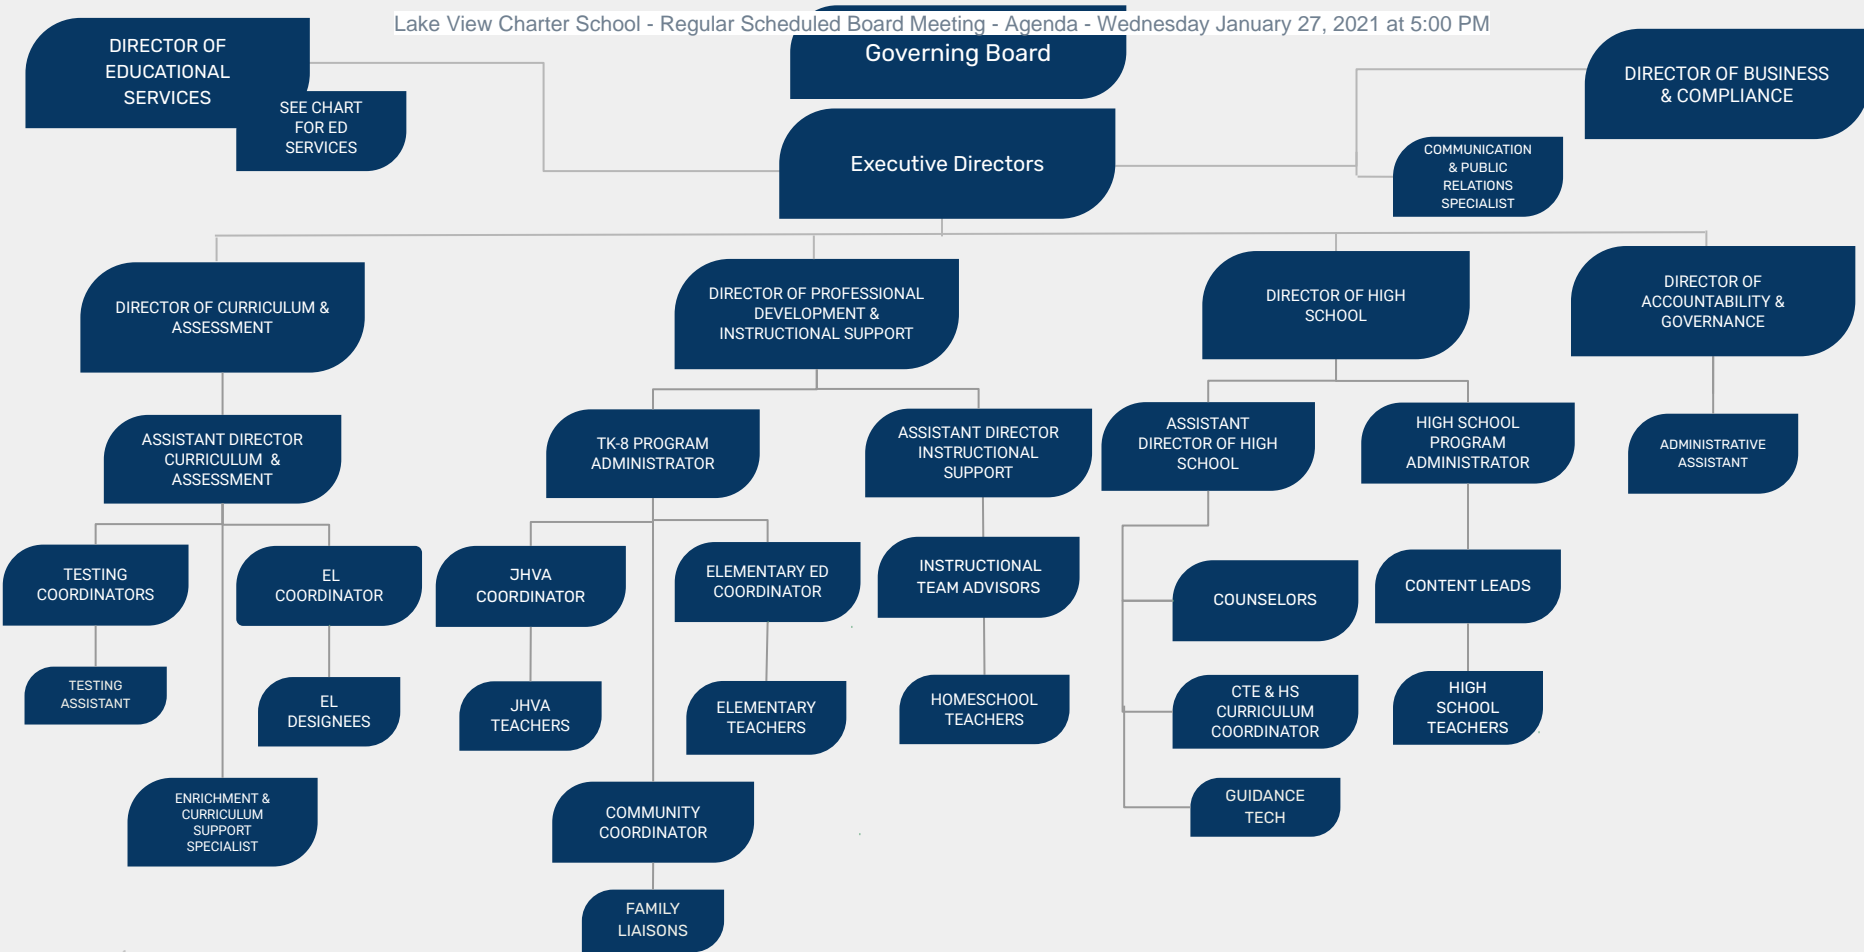 Lake View Charter School - Regular Scheduled Board Meeting - Agenda - Wednesday January 27, 2021 at 5:00 PM
DIRECTOR OF
EDUCATIONAL
SERVICES
SEE CHART
FOR ED
SERVICES
Governing Board
Executive Directors
DIRECTOR OF BUSINESS
& COMPLIANCE
COMMUNICATION
& PUBLIC
RELATIONS
SPECIALIST
DIRECTOR OF CURRICULUM &
ASSESSMENT
DIRECTOR OF PROFESSIONAL
DEVELOPMENT &
INSTRUCTIONAL SUPPORT
DIRECTOR OF HIGH
SCHOOL
DIRECTOR OF
ACCOUNTABILITY &
GOVERNANCE
ASSISTANT DIRECTOR
CURRICULUM &
ASSESSMENT
TK-8 PROGRAM
ADMINISTRATOR
ASSISTANT DIRECTOR
INSTRUCTIONAL
SUPPORT
ASSISTANT
DIRECTOR OF HIGH
SCHOOL
HIGH SCHOOL
PROGRAM
ADMINISTRATOR
ADMINISTRATIVE
ASSISTANT
TESTING
COORDINATORS
EL
COORDINATOR
JHVA
COORDINATOR
ELEMENTARY ED
COORDINATOR
INSTRUCTIONAL
TEAM ADVISORS
COUNSELORS
CONTENT LEADS
TESTING
ASSISTANT
EL
DESIGNEES
JHVA
TEACHERS
ELEMENTARY
TEACHERS
HOMESCHOOL
TEACHERS
CTE & HS
CURRICULUM
COORDINATOR
HIGH
SCHOOL
TEACHERS
ENRICHMENT &
CURRICULUM
SUPPORT
SPECIALIST
COMMUNITY
COORDINATOR
GUIDANCE
TECH
FAMILY
LIAISONS